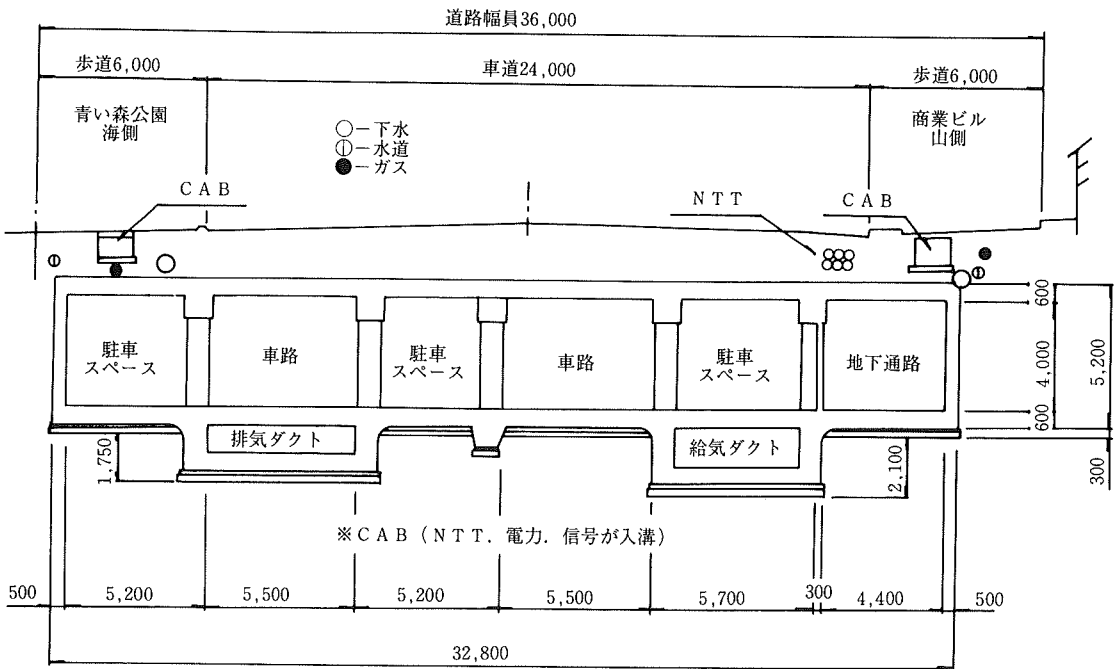 道路幅員36,000
歩道6,000
車道24,000
歩道6,000
青い森公園
海側
商業ビル
山側
○－下水
⦶－水道
●－ガス
CAB
NTT
CAB
駐車
スペース
車路
駐車
スペース
車路
駐車
スペース
地下通路
600
4,000
600
5,200
300
排気ダクト
給気ダクト
1,750
2,100
※CAB（NTT．電力．信号が入溝）
500
5,200
5,500
5,200
5,500
5,700
300
4,400
500
32,800